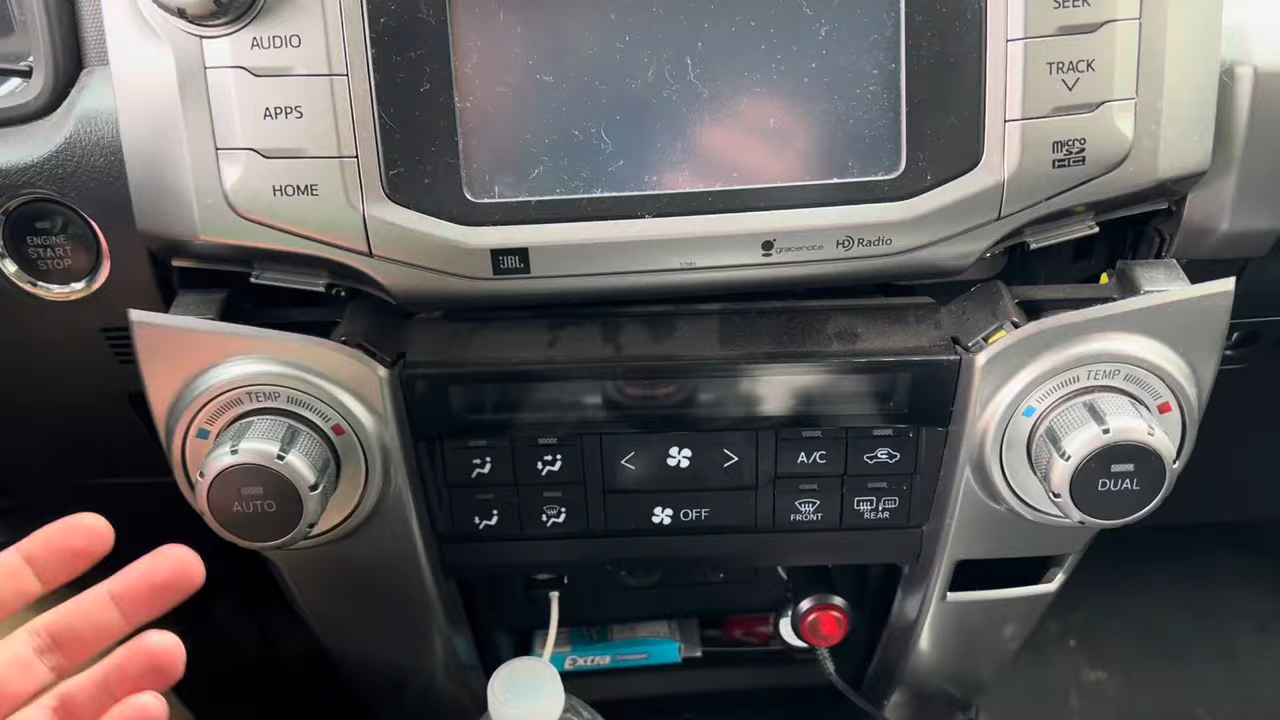 AUDIO
APPS
HOME
SEEK
TRACK
micro
SD
HC
ENGINE
START
STOP
JBL
gracenote
HD Radio
TEMP
AUTO
TEMP
DUAL
A/C
OFF
FRONT
REAR
Extra